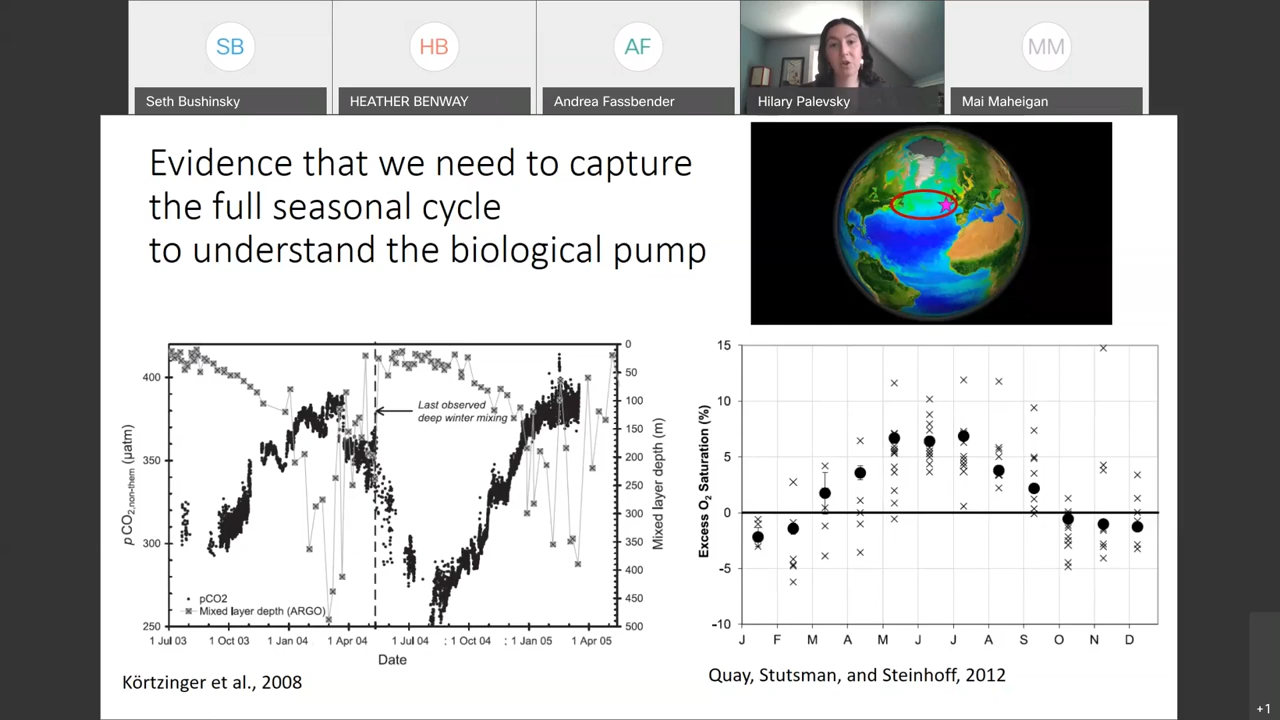 SB
HB
AF
MM
Seth Bushinsky
HEATHER BENWAY
Andrea Fassbender
Hilary Palevsky
Mai Maheigan
Evidence that we need to capture
the full seasonal cycle
to understand the biological pump
400
350
300
250
pCO2,non-them (µatm)
Last observed
deep winter mixing
pCO2
Mixed layer depth (ARGO)
0
50
100
150
200
250
300
350
400
450
500
Mixed layer depth (m)
1 Jul 03
1 Oct 03
1 Jan 04
1 Apr 04
1 Jul 04
1 Oct 04
1 Jan 05
1 Apr 05
Date
Körtzinger et al., 2008
15
10
5
0
-5
-10
Excess O2 Saturation (%)
J F M A M J J A S O N D
Quay, Stutsman, and Steinhoff, 2012
+1